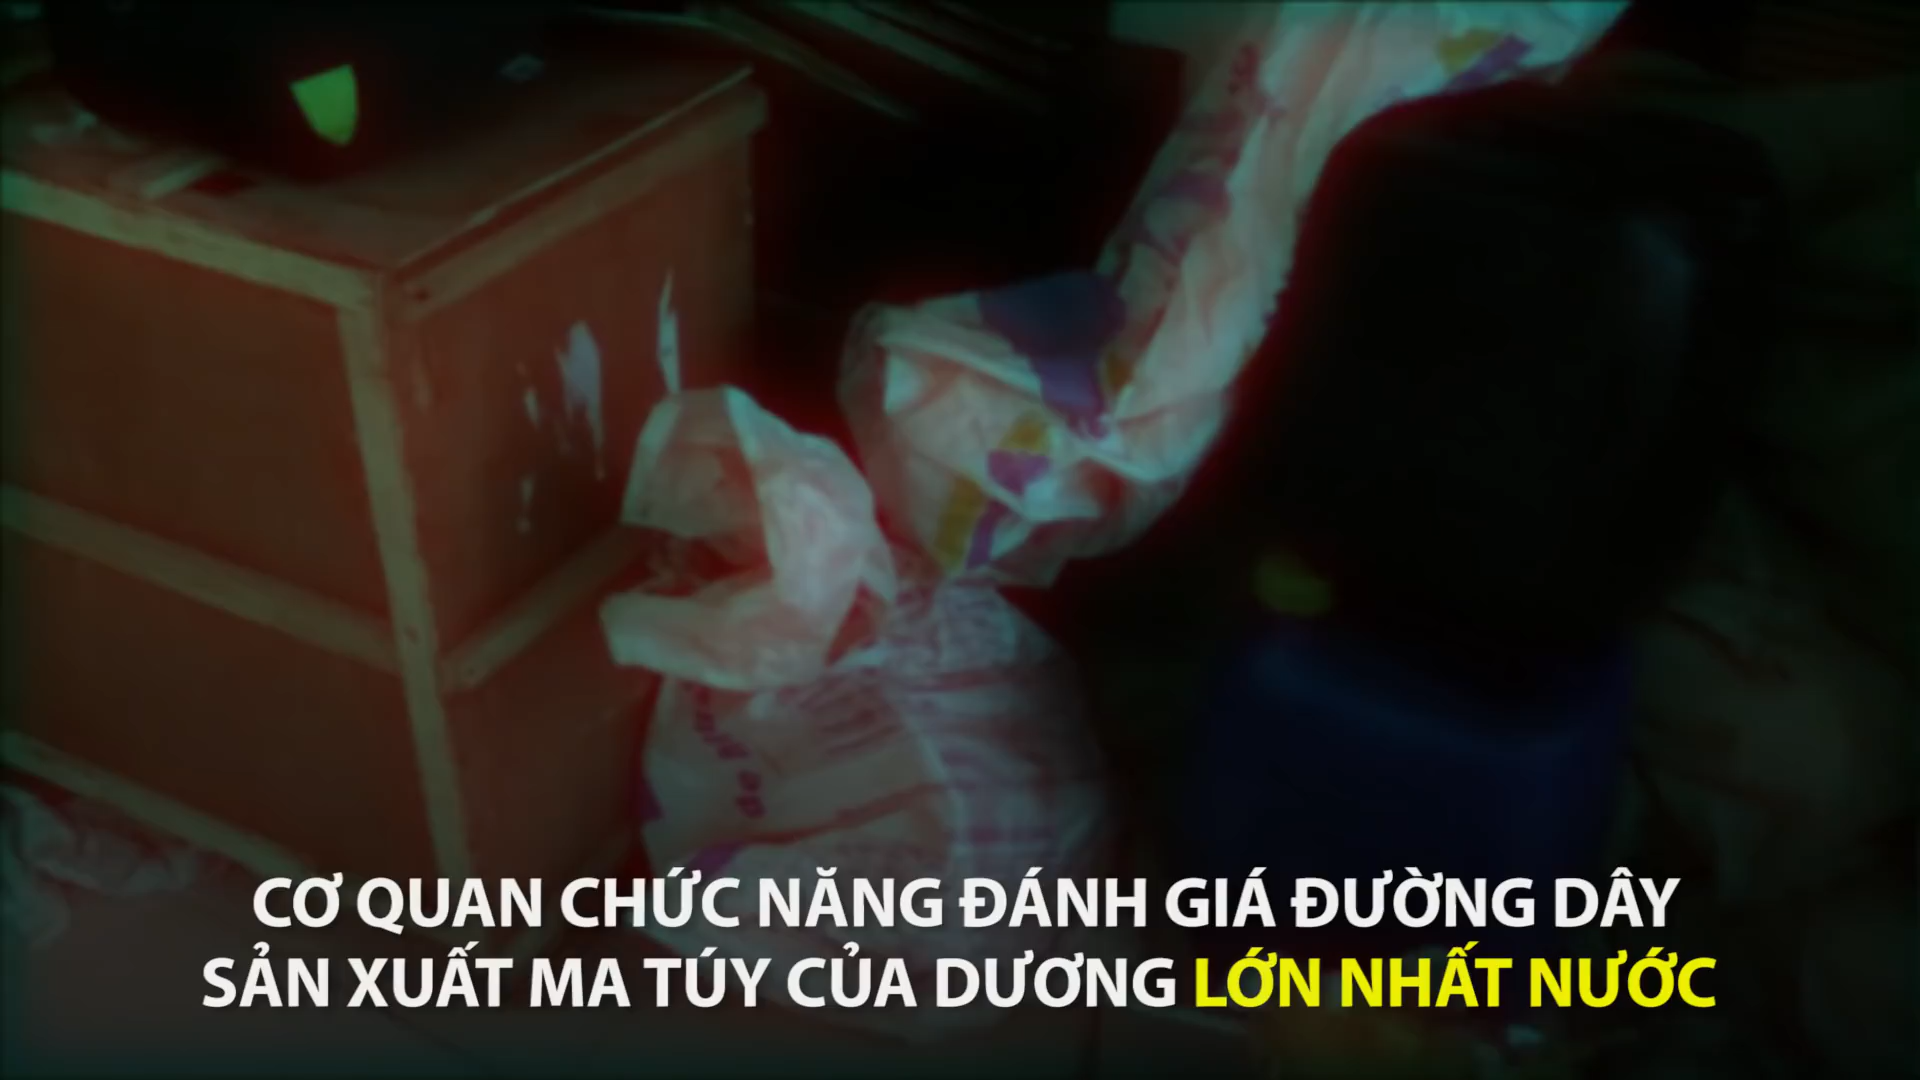 CƠ QUAN CHỨC NĂNG ĐÁNH GIÁ ĐƯỜNG DÂY
SẢN XUẤT MA TÚY CỦA DƯƠNG LỚN NHẤT NƯỚC